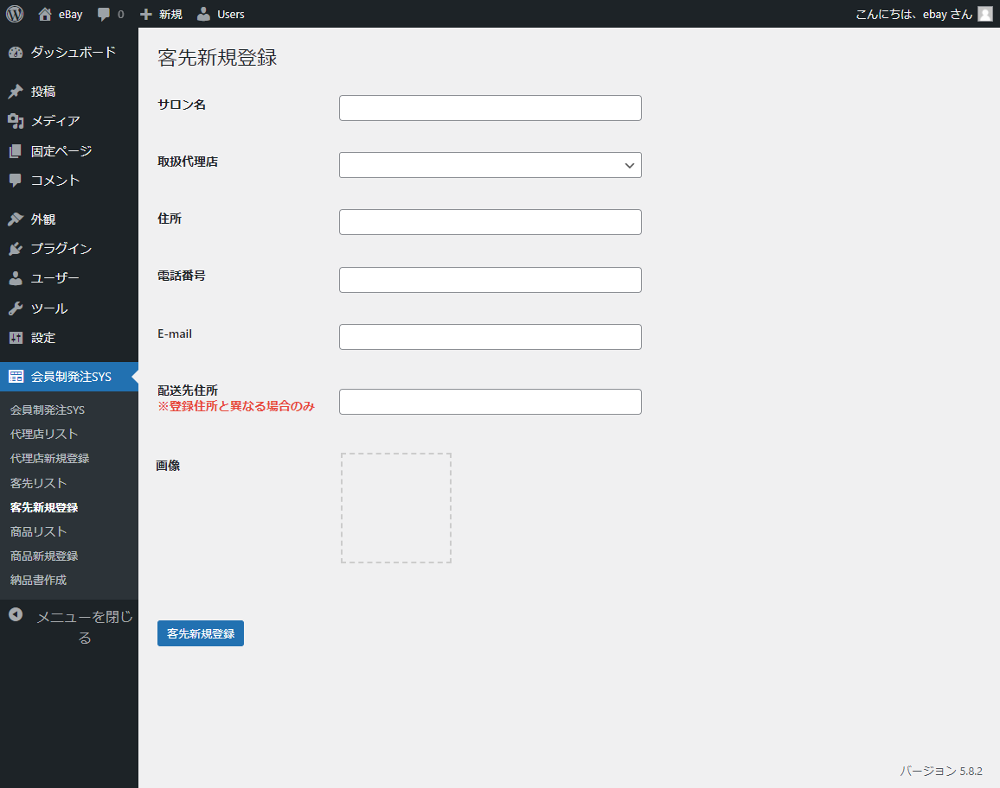 eBay 0 新規 Users こんにちは、ebay さん
ダッシュボード
投稿
メディア
固定ページ
コメント
外観
プラグイン
ユーザー
ツール
設定
会員制発注SYS
会員制発注SYS
代理店リスト
代理店新規登録
客先リスト
客先新規登録
商品リスト
商品新規登録
納品書作成
メニューを閉じ
る
客先新規登録
サロン名
取扱代理店
住所
電話番号
E-mail
配送先住所
※登録住所と異なる場合のみ
画像
客先新規登録
バージョン 5.8.2